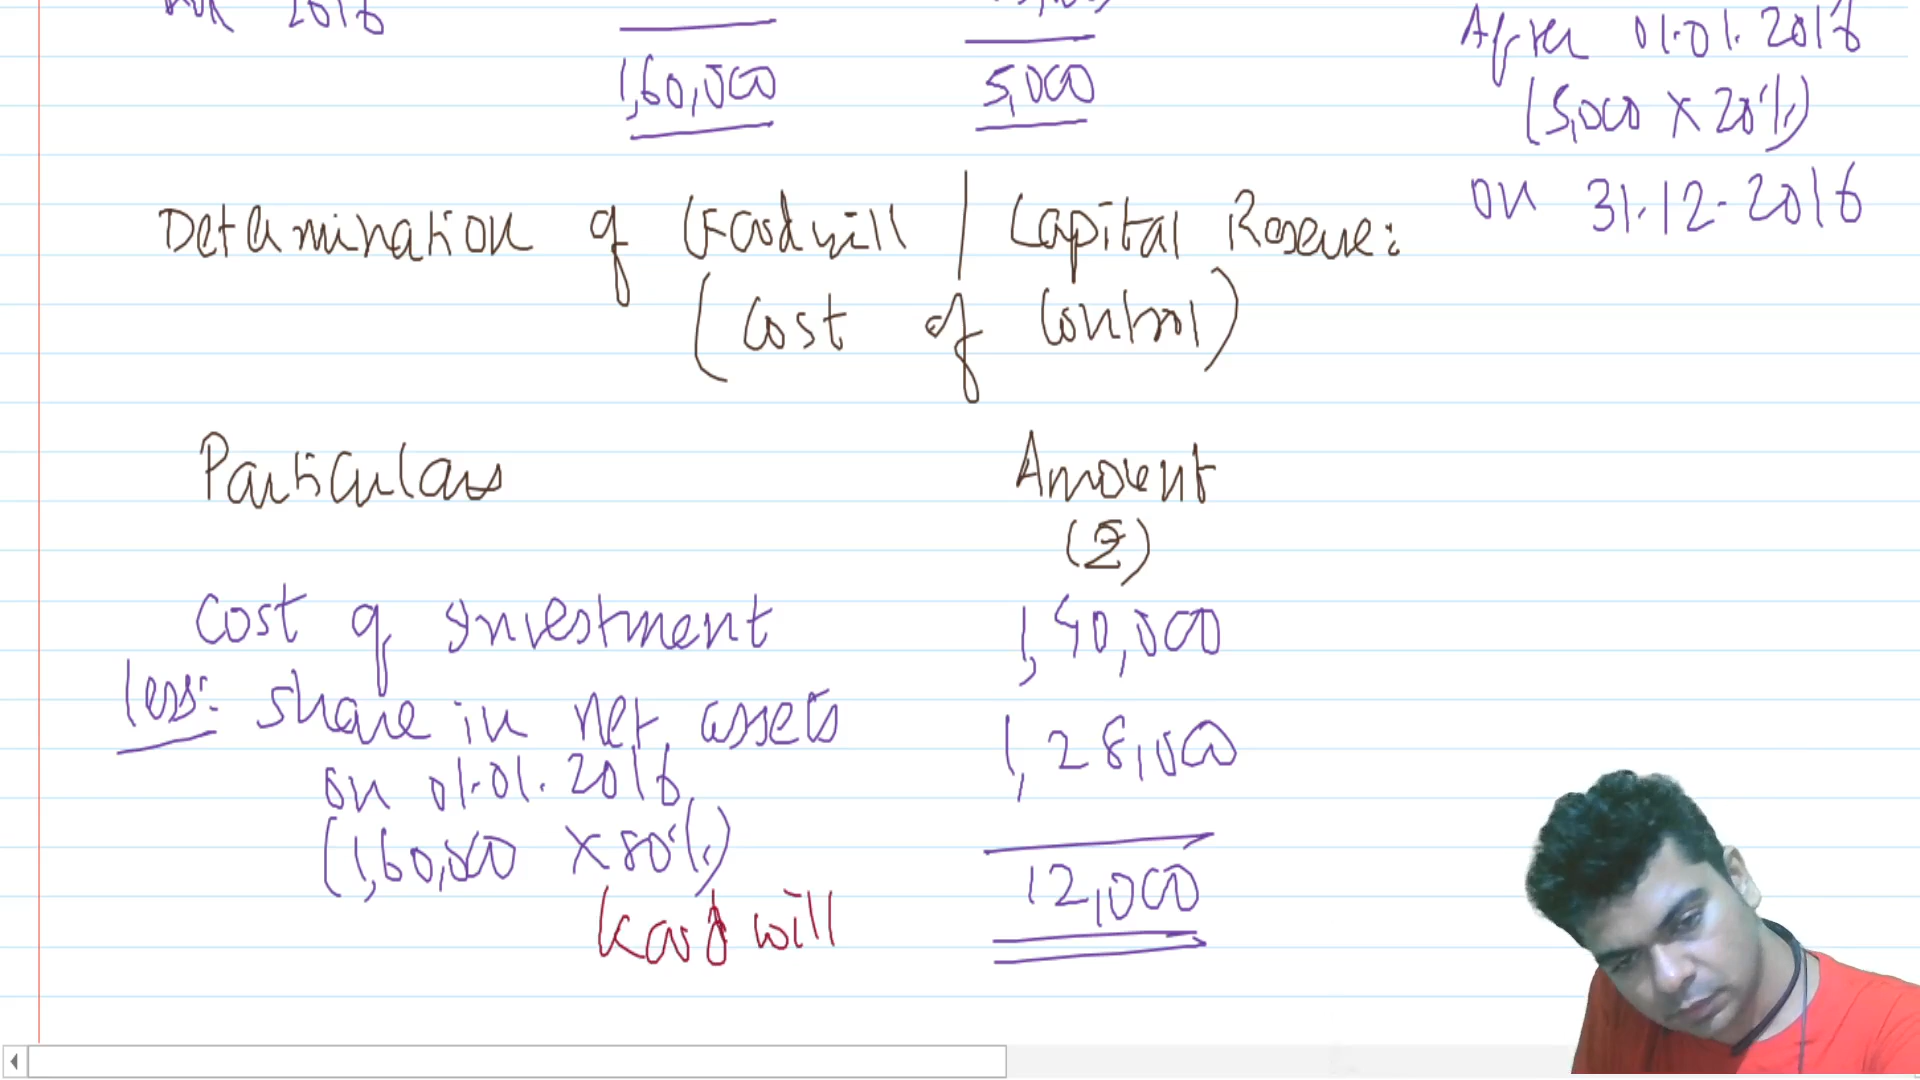 2016
1,60,000 5,000
After 01.01.2016
(5,000 X 20%)
on 31.12.2016
Determination of Goodwill / Capital Reserve:
(Cost of Control)
Particulars Amount
(₹)
Cost of Investment 1,40,000
Less: Share in net assets 1,28,000
on 01.01.2016
(1,60,000 X 80%)
Goodwill 12,000